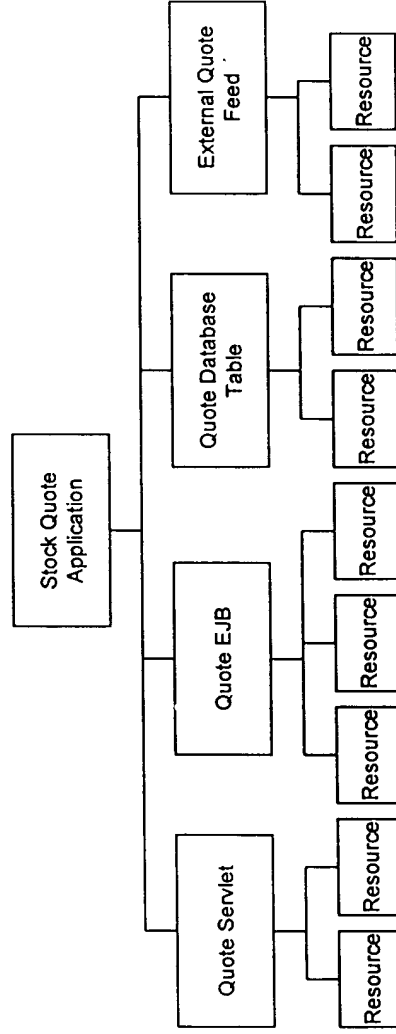 Stock Quote
Application
Quote Servlet
Quote EJB
Quote Database
Table
External Quote
Feed
Resource
Resource
Resource
Resource
Resource
Resource
Resource
Resource
Resource